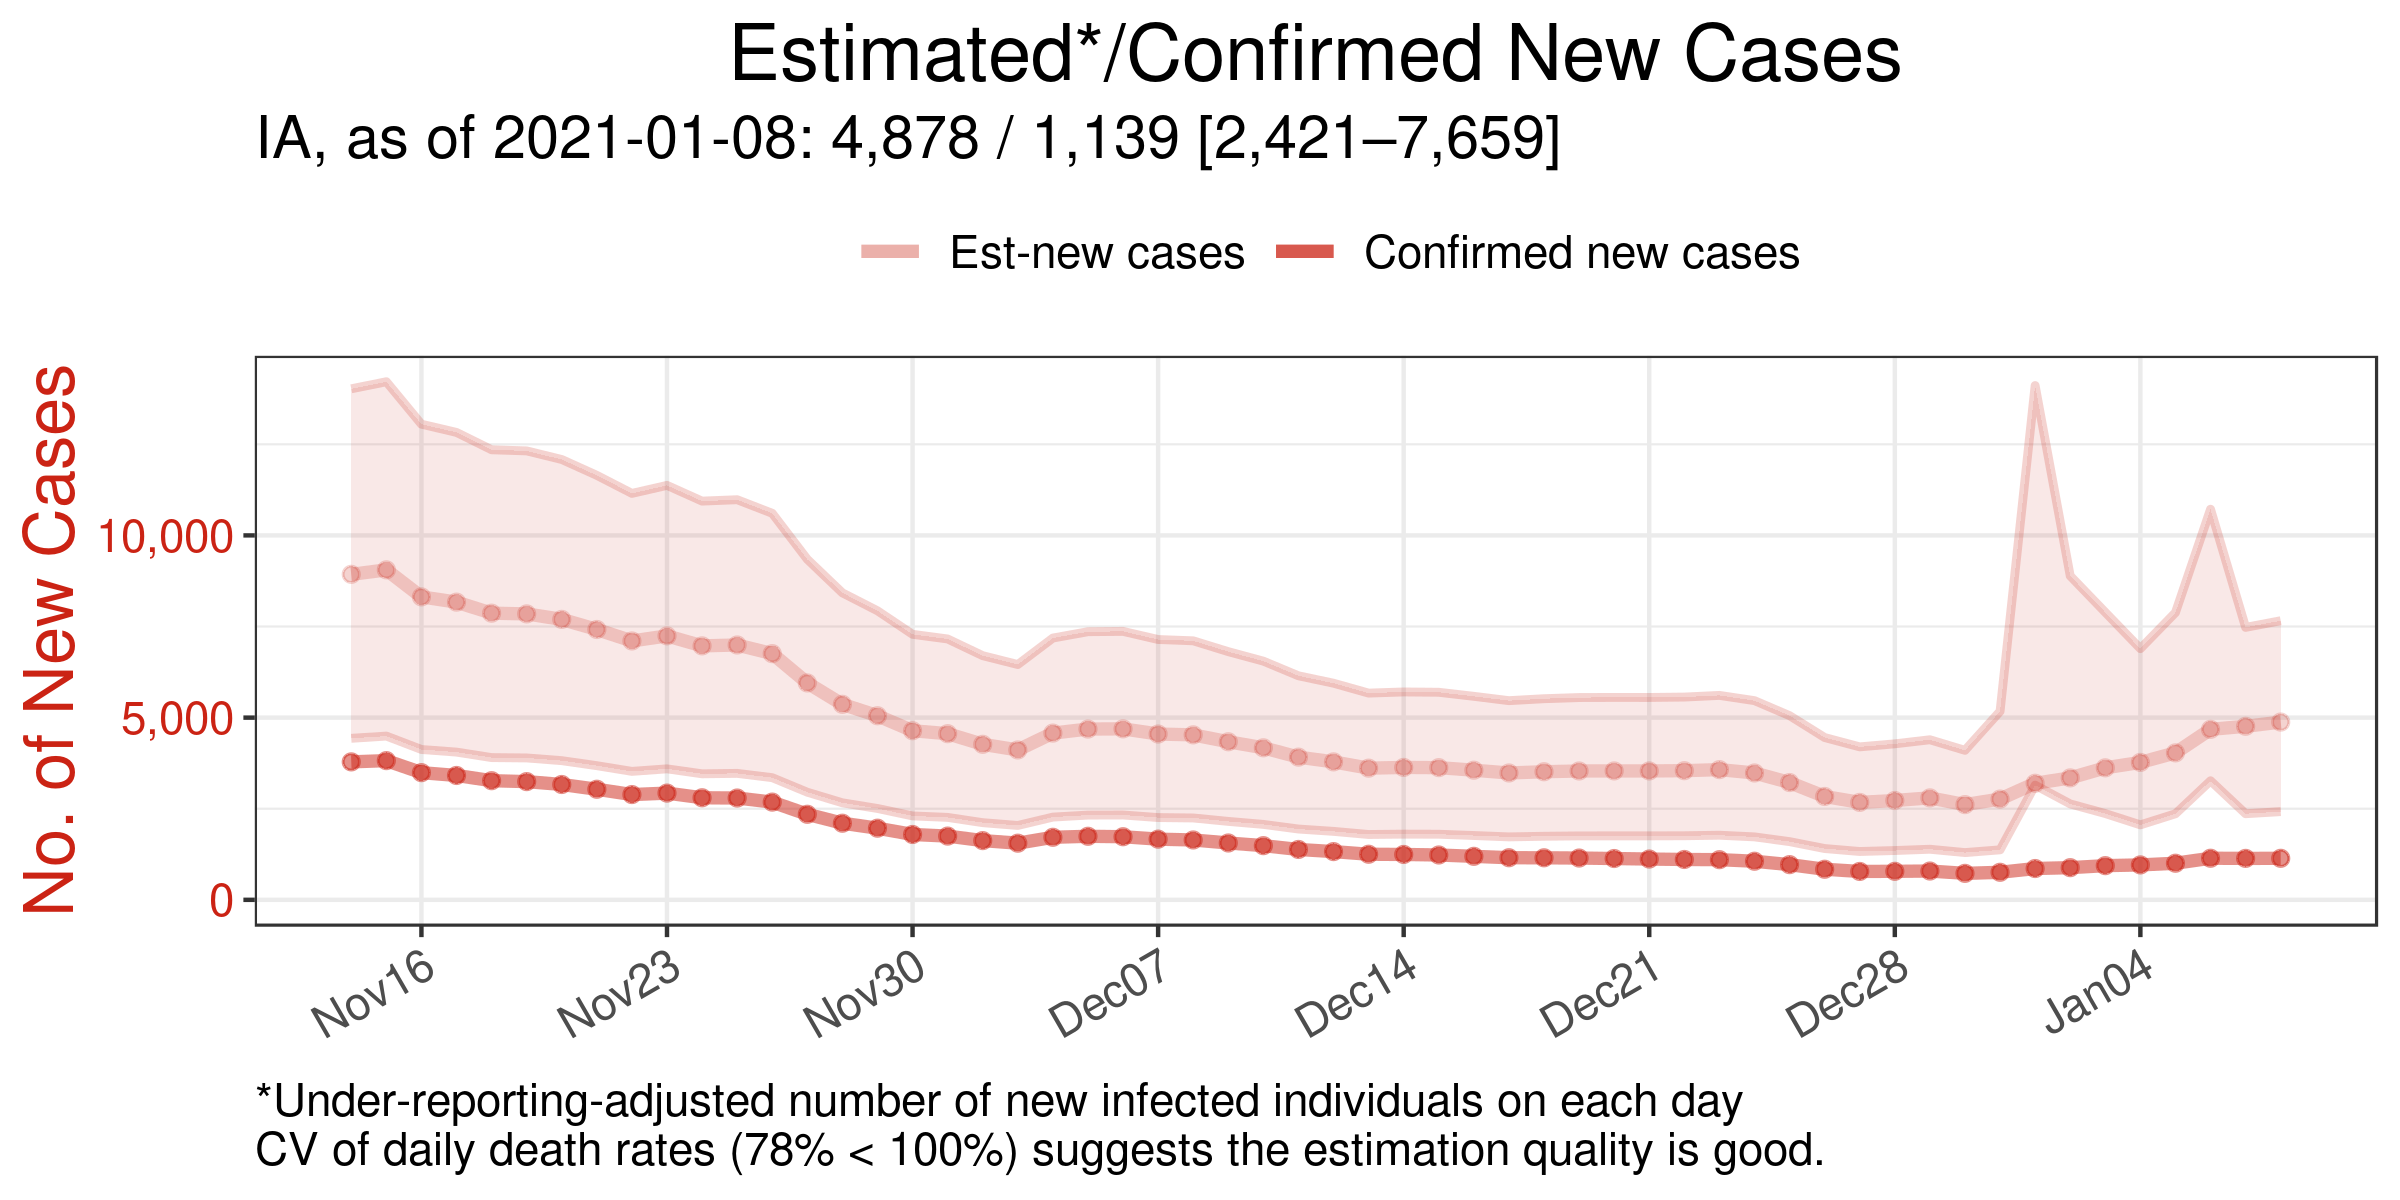 Estimated*/Confirmed New Cases
IA, as of 2021-01-08: 4,878 / 1,139 [2,421–7,659]
Est-new cases
Confirmed new cases
No. of New Cases
10,000
5,000
0
Nov16
Nov23
Nov30
Dec07
Dec14
Dec21
Dec28
Jan04
*Under-reporting-adjusted number of new infected individuals on each day
CV of daily death rates (78% < 100%) suggests the estimation quality is good.